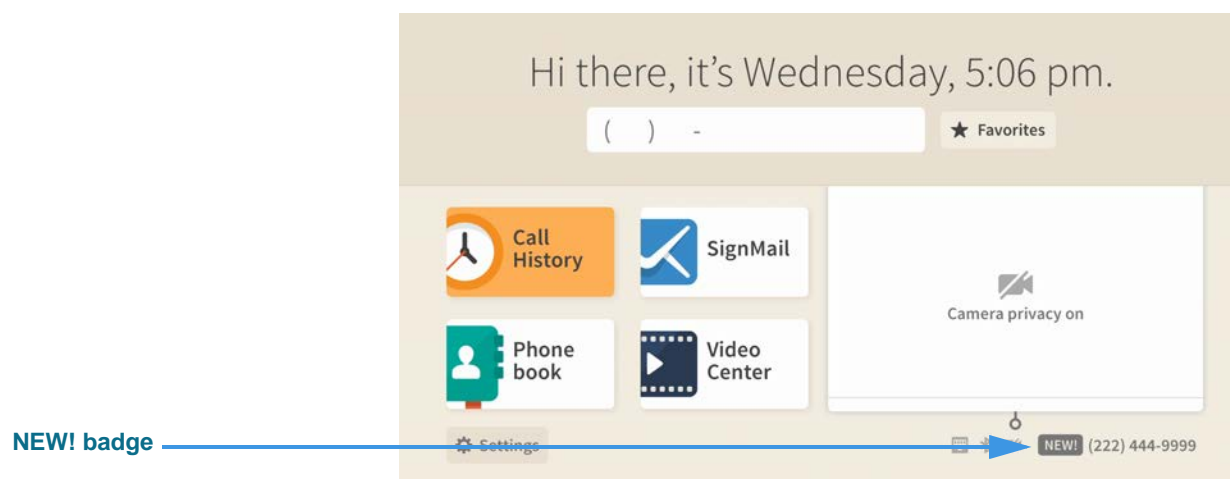 Hi there, it's Wednesday, 5:06 pm.
( ) -
★ Favorites
Call
History
SignMail
Phone
book
Video
Center
Camera privacy on
NEW! badge
Settings
NEW! (222) 444-9999